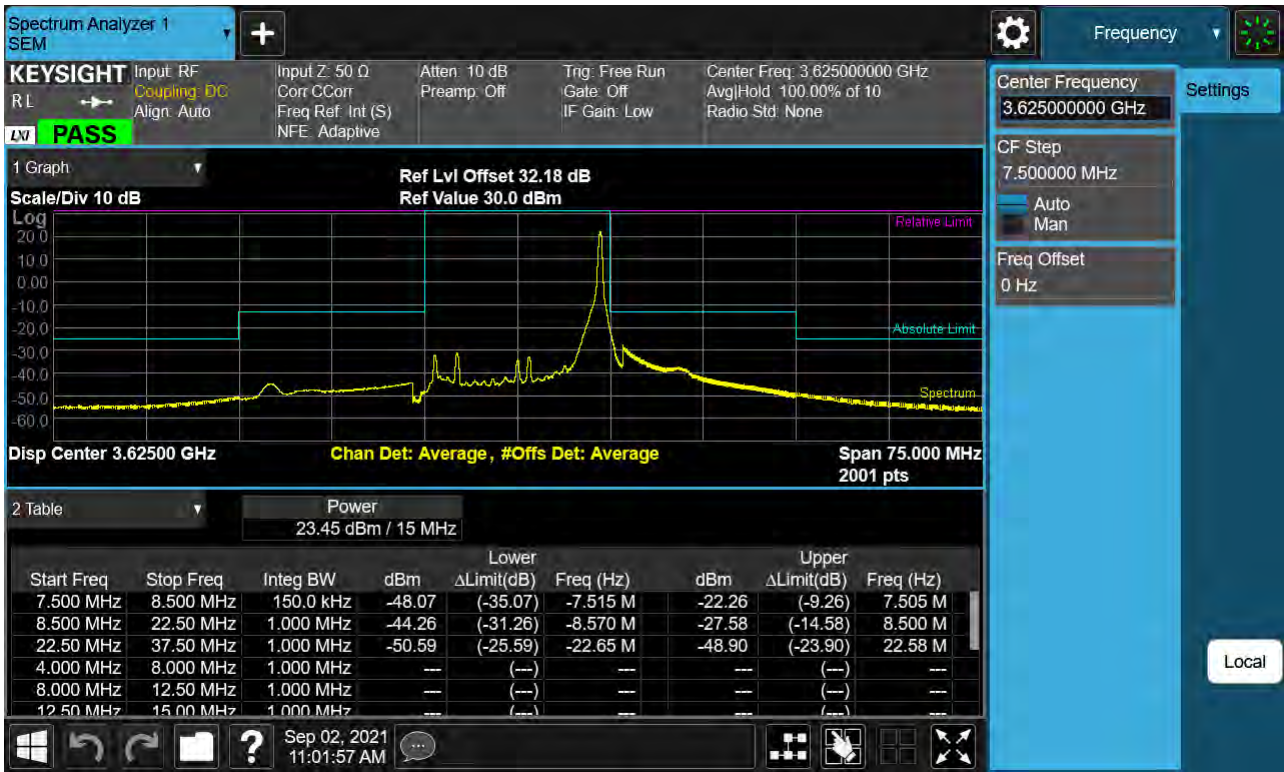 Spectrum Analyzer 1
SEM
Frequency
KEYSIGHT
RL
LXI
PASS
Input: RF
Coupling: DC
Align: Auto
Input Z: 50 Ω
Corr CCorr
Freq Ref: Int (S)
NFE: Adaptive
Atten: 10 dB
Preamp: Off
Trig: Free Run
Gate: Off
IF Gain: Low
Center Freq: 3.625000000 GHz
Avg|Hold: 100.00% of 10
Radio Std: None
Center Frequency
3.625000000 GHz
Settings
CF Step
7.500000 MHz
Auto
Man
Freq Offset
0 Hz
Local
1 Graph
Scale/Div 10 dB
Ref Lvl Offset 32.18 dB
Ref Value 30.0 dBm
Log
20.0
10.0
0.00
-10.0
-20.0
-30.0
-40.0
-50.0
-60.0
Relative Limit
Absolute Limit
Spectrum
Disp Center 3.62500 GHz
Chan Det: Average, #Offs Det: Average
Span 75.000 MHz
2001 pts
2 Table
Power
23.45 dBm / 15 MHz
Lower Upper
Start Freq Stop Freq Integ BW dBm ΔLimit(dB) Freq (Hz) dBm ΔLimit(dB) Freq (Hz)
7.500 MHz 8.500 MHz 150.0 kHz -48.07 (-35.07) -7.515 M -22.26 (-9.26) 7.505 M
8.500 MHz 22.50 MHz 1.000 MHz -44.26 (-31.26) -8.570 M -27.58 (-14.58) 8.500 M
22.50 MHz 37.50 MHz 1.000 MHz -50.59 (-25.59) -22.65 M -48.90 (-23.90) 22.58 M
4.000 MHz 8.000 MHz 1.000 MHz --- (---) --- --- (---) ---
8.000 MHz 12.50 MHz 1.000 MHz --- (---) --- --- (---) ---
12.50 MHz 15.00 MHz 1.000 MHz --- (---) --- --- (---) ---
Sep 02, 2021
11:01:57 AM